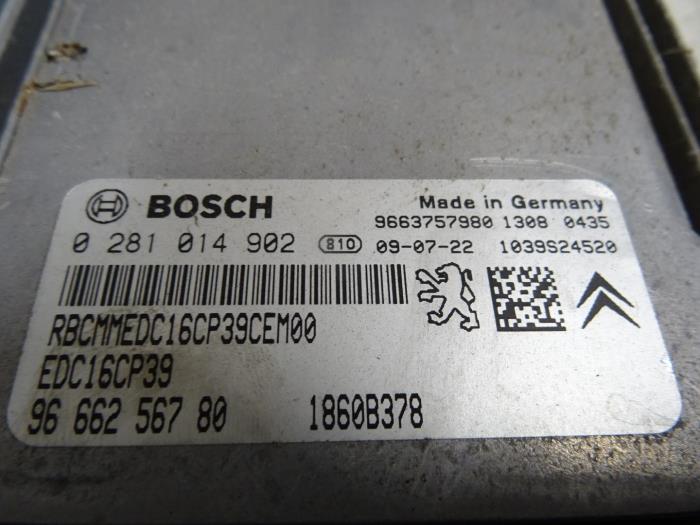 BOSCH
Made in Germany
9663757980 1308 0435
0 281 014 902 810 09-07-22 1039S24520
RBCMMEDC16CP39CEM00
EDC16CP39
96 662 567 80 1860B378